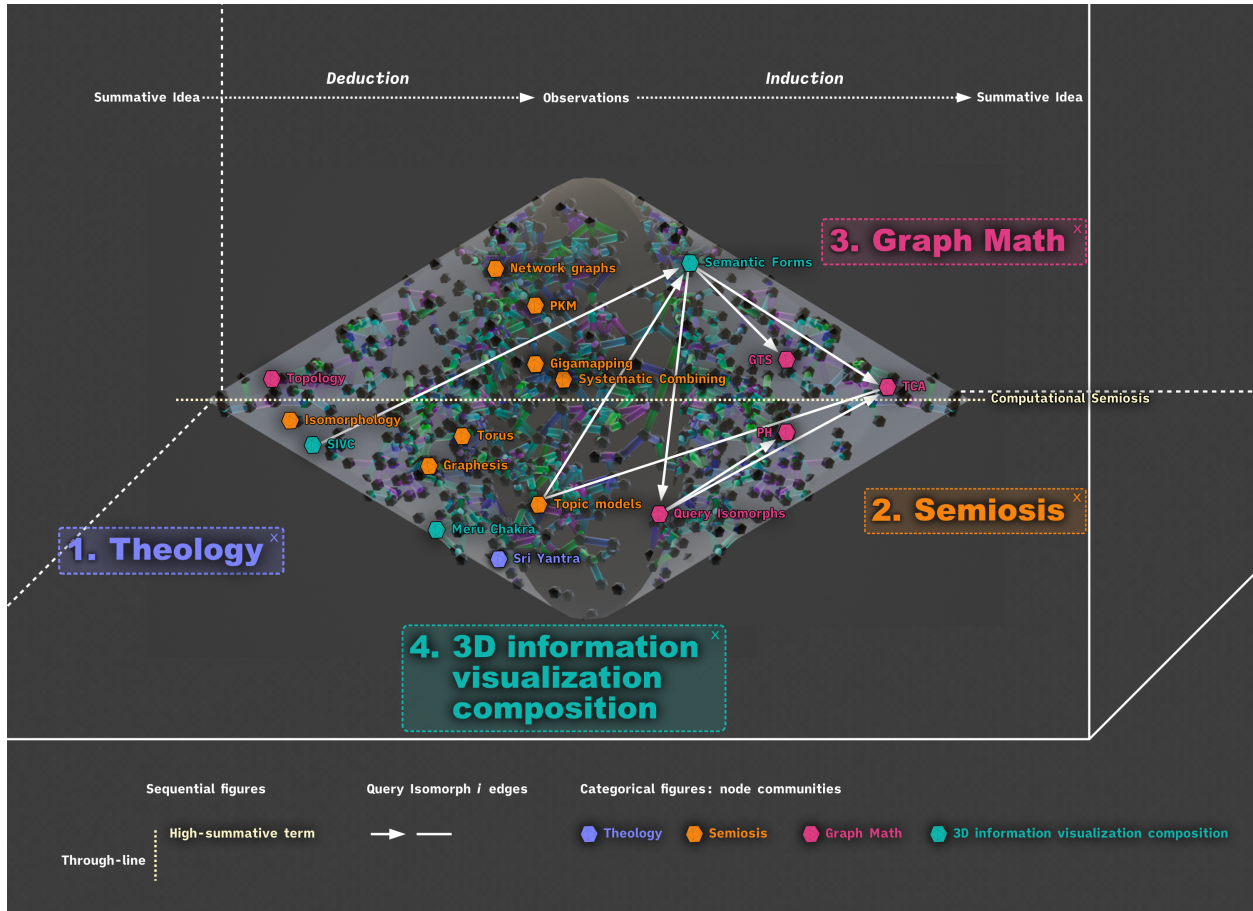 Deduction
Induction
Summative Idea
Observations
Summative Idea
3. Graph Math x
Semantic Forms
Network graphs
PKM
GTS
Gigamapping
Systematic Combining
Topology
TCA
Computational Semiosis
Isomorphology
SIVC
Torus
PH
Graphesis
Topic models
Query Isomorphs
2. Semiosis x
Meru Chakra
Sri Yantra
1. Theology x
4. 3D information x
visualization
composition
Sequential figures
Query Isomorph i edges
Categorical figures: node communities
High-summative term
Through-line
Theology
Semiosis
Graph Math
3D information visualization composition